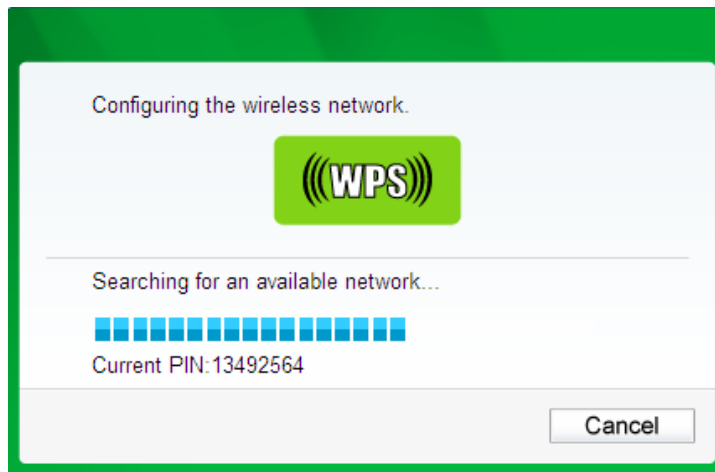 Configuring the wireless network.
WPS
Searching for an available network...
Current PIN:13492564
Cancel